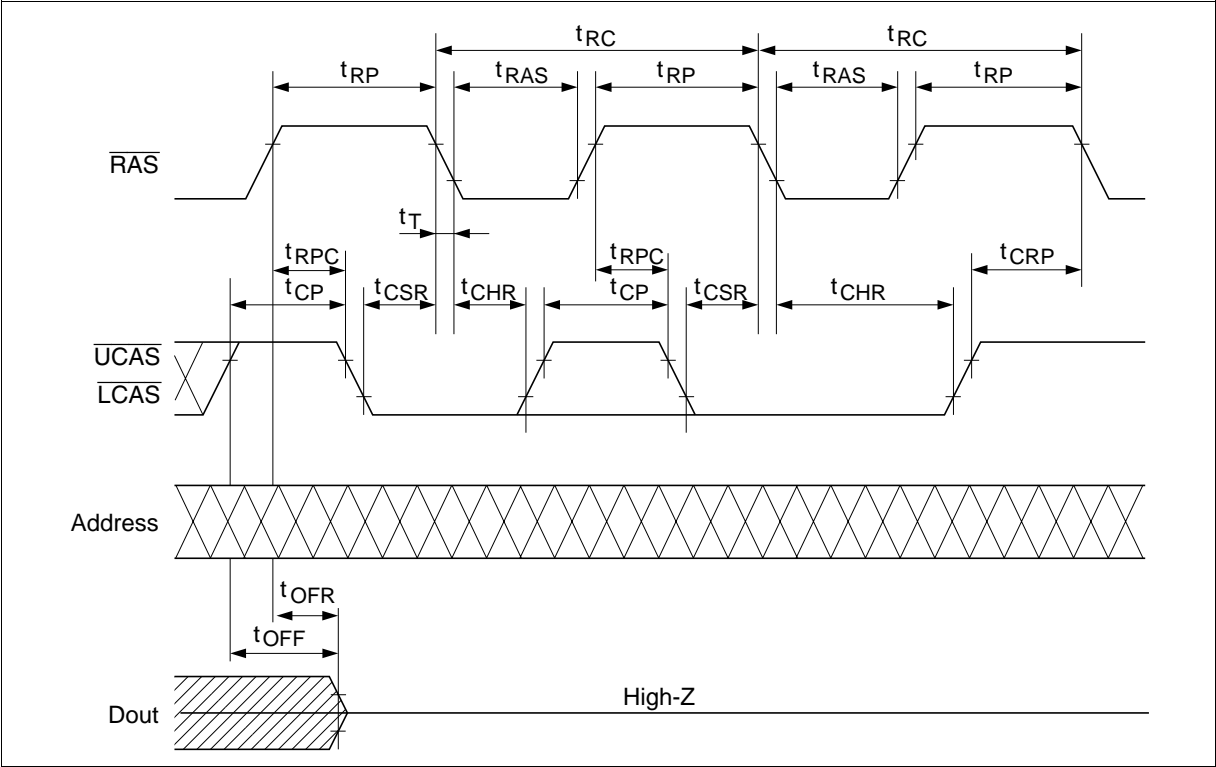 tRC tRC
tRP tRAS tRP tRAS tRP
RAS
tT
tRPC tRPC tCRP
tCP tCSR tCHR tCP tCSR tCHR
UCAS
LCAS
Address
tOFR
tOFF
High-Z
Dout